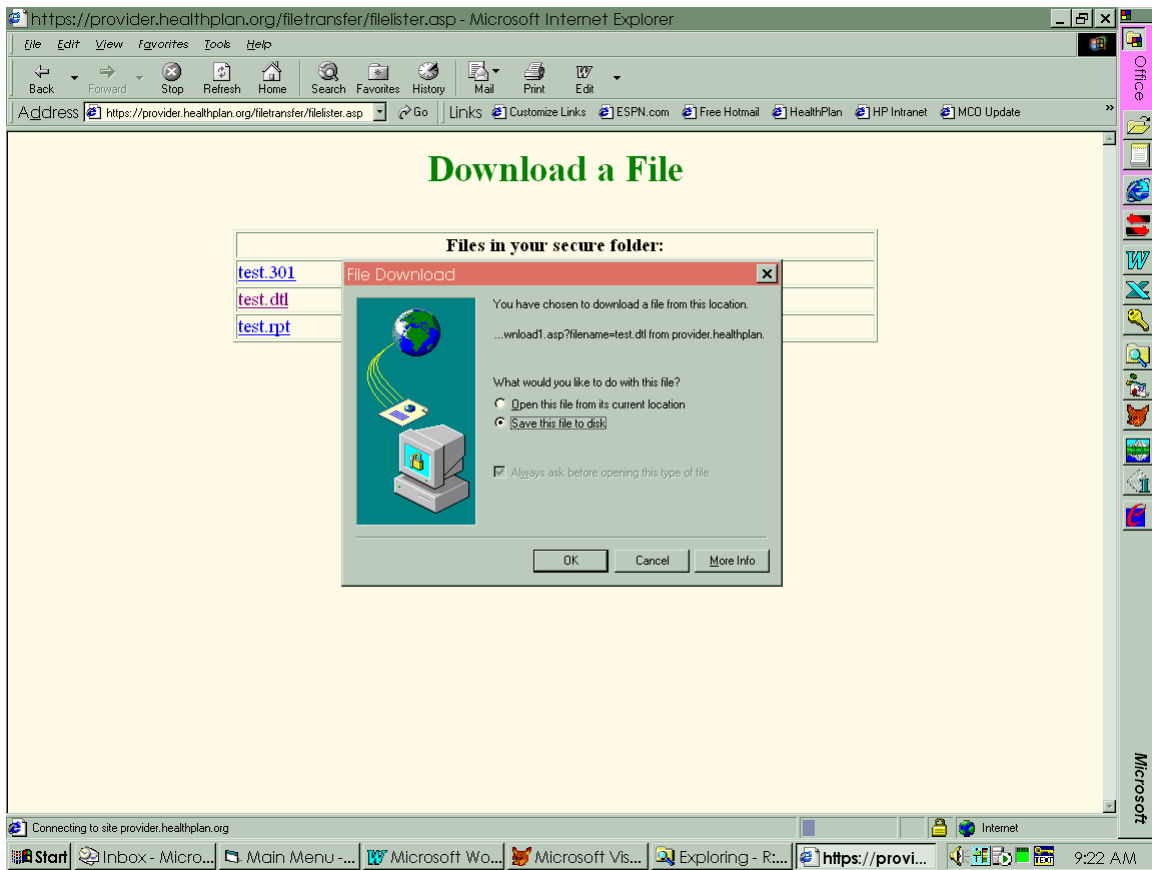 https://provider.healthplan.org/filetransfer/filelister.asp - Microsoft Internet Explorer
File Edit View Favorites Tools Help
Back Forward Stop Refresh Home Search Favorites History Mail Print Edit
Address https://provider.healthplan.org/filetransfer/filelister.asp Go Links Customize Links ESPN.com Free Hotmail HealthPlan HP Intranet MCO Update »
Office
Download a File
Files in your secure folder:
test.301
test.dtl
test.rpt
File Download
You have chosen to download a file from this location.
...wnload1.asp?filename=test.dtl from provider.healthplan.
What would you like to do with this file?
Open this file from its current location
Save this file to disk
Always ask before opening this type of file
OK Cancel More Info
Microsoft
Connecting to site provider.healthplan.org Internet
Start Inbox - Micro... Main Menu -... Microsoft Wo... Microsoft Vis... Exploring - R:... https://provi... TEXT 9:22 AM